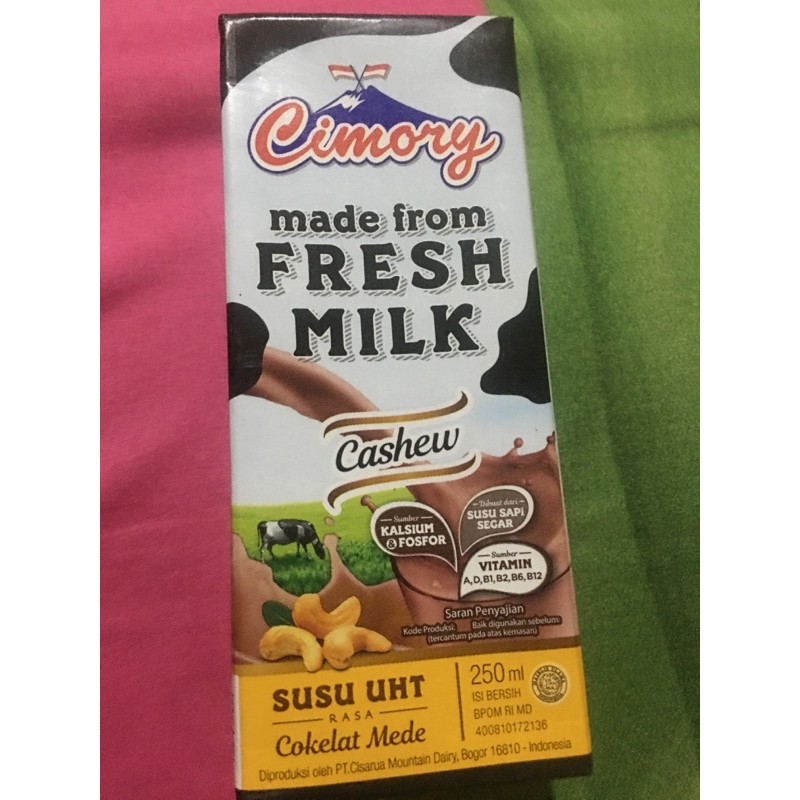 Cimory
made from
FRESH
MILK
Cashew
Sumber
KALSIUM
& FOSFOR
Dibuat dari
SUSU SAPI
SEGAR
Sumber
VITAMIN
A,D,B1,B2,B6,B12
Saran Penyajian
Kode Produksi: Baik digunakan sebelum:
(tercantum pada atas kemasan)
SUSU UHT
RASA
Cokelat Mede
250 ml
ISI BERSIH
BPOM RI MD
400810172136
Diproduksi oleh PT.Cisarua Mountain Dairy, Bogor 16810 - Indonesia